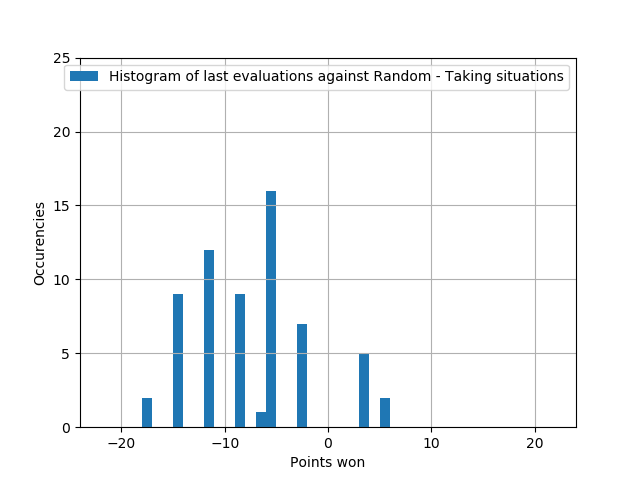 Histogram of last evaluations against Random - Taking situations
25
20
15
10
5
0
Occurencies
−20 −10 0 10 20
Points won